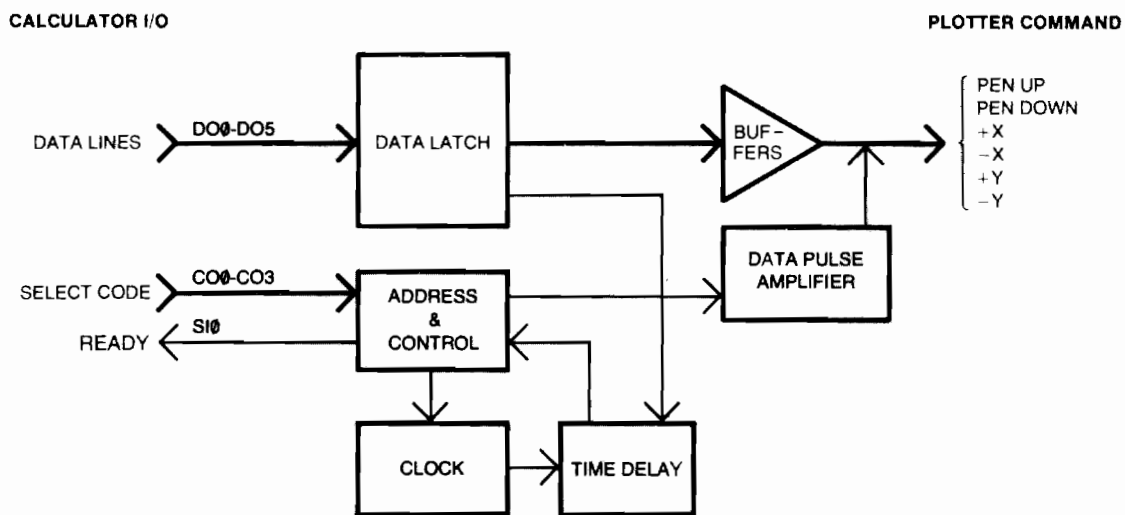 CALCULATOR I/O
PLOTTER COMMAND
PEN UP
PEN DOWN
+X
−X
+Y
−Y
DATA LINES
DO0-DO5
DATA LATCH
BUF-
FERS
DATA PULSE
AMPLIFIER
SELECT CODE
CO0-CO3
ADDRESS
&
CONTROL
READY
SI0
CLOCK
TIME DELAY